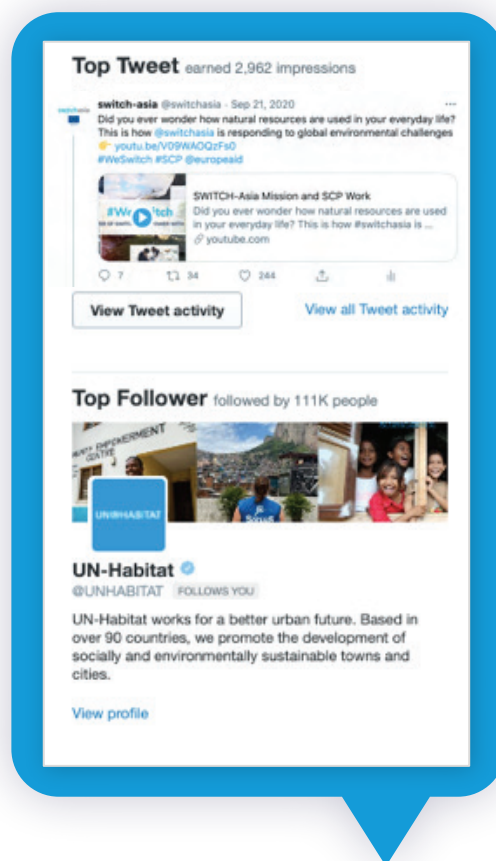 Top Tweet earned 2,962 impressions
switch-asia @switchasia · Sep 21, 2020
Did you ever wonder how natural resources are used in your everyday life?
This is how @switchasia is responding to global environmental challenges
👉 youtu.be/V09WAOQzFs0
#WeSwitch #SCP @europeaid
SWITCH-Asia Mission and SCP Work
Did you ever wonder how natural resources are used
in your everyday life? This is how #switchasia is ...
youtube.com
7 34 244
View Tweet activity View all Tweet activity
Top Follower followed by 111K people
EMPOWERMENT
CENTRE
UN@HABITAT
UN-Habitat
@UNHABITAT FOLLOWS YOU
UN-Habitat works for a better urban future. Based in
over 90 countries, we promote the development of
socially and environmentally sustainable towns and
cities.
View profile